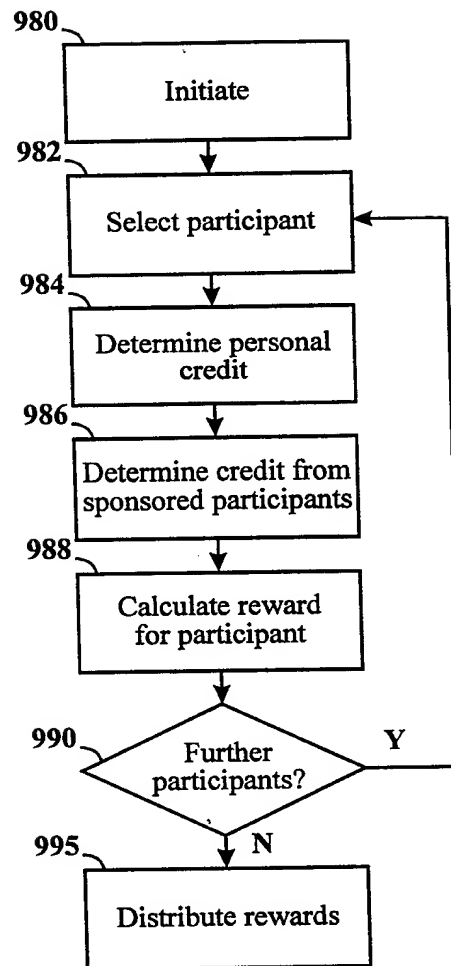 980
Initiate
982
Select participant
984
Determine personal
credit
986
Determine credit from
sponsored participants
988
Calculate reward
for participant
990
Further
participants?
Y
N
995
Distribute rewards